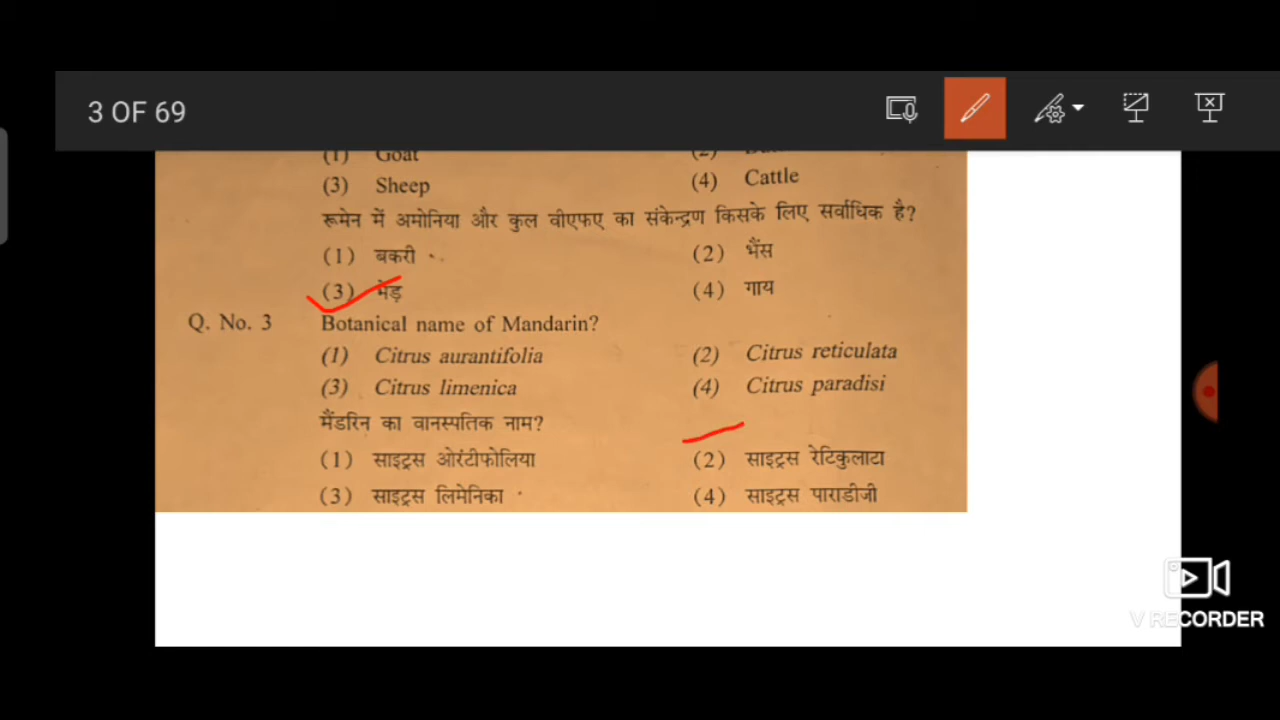 3 OF 69
(1) Goat (2)
(3) Sheep (4) Cattle
रूमेन में अमोनिया और कुल वीएफए का संकेन्द्रण किसके लिए सर्वाधिक है?
(1) बकरी (2) भैंस
(3) भेड़ (4) गाय
Q. No. 3 Botanical name of Mandarin?
(1) Citrus aurantifolia (2) Citrus reticulata
(3) Citrus limenica (4) Citrus paradisi
मैंडरिन का वानस्पतिक नाम?
(1) साइट्रस ओरंटीफोलिया (2) साइट्रस रेटिकुलाटा
(3) साइट्रस लिमेनिका (4) साइट्रस पाराडीजी
V RECORDER